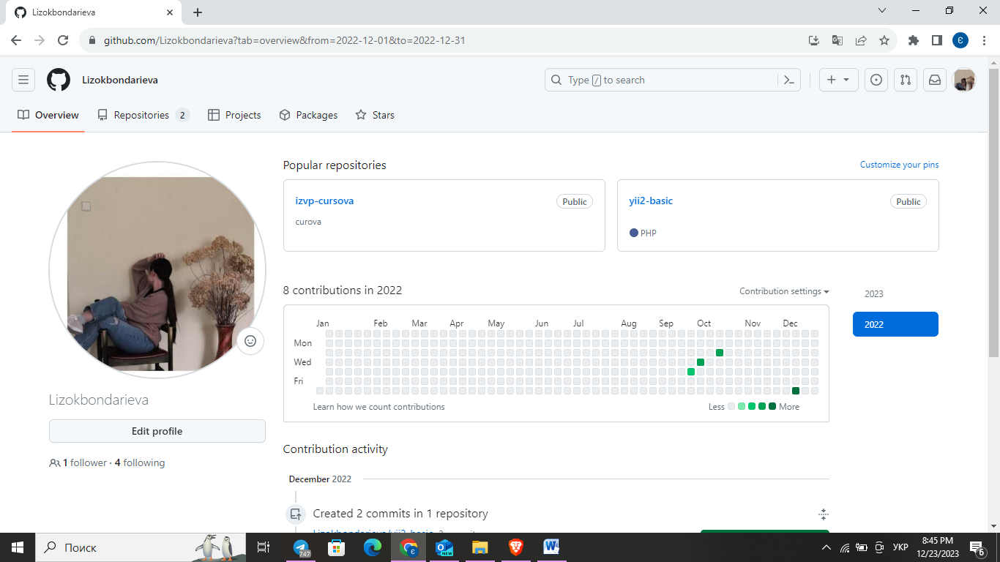 Lizokbondarieva
github.com/Lizokbondarieva?tab=overview&from=2022-12-01&to=2022-12-31
є
Lizokbondarieva
Type / to search
Overview
Repositories 2
Projects
Packages
Stars
Popular repositories
Customize your pins
izvp-cursova
Public
curova
yii2-basic
Public
PHP
8 contributions in 2022
Contribution settings
2023
2022
Jan Feb Mar Apr May Jun Jul Aug Sep Oct Nov Dec
Mon
Wed
Fri
Learn how we count contributions
Less More
Lizokbondarieva
Edit profile
1 follower · 4 following
Contribution activity
December 2022
Created 2 commits in 1 repository
Поиск
747
є
NEW
УКР
8:45 PM
12/23/2023
6